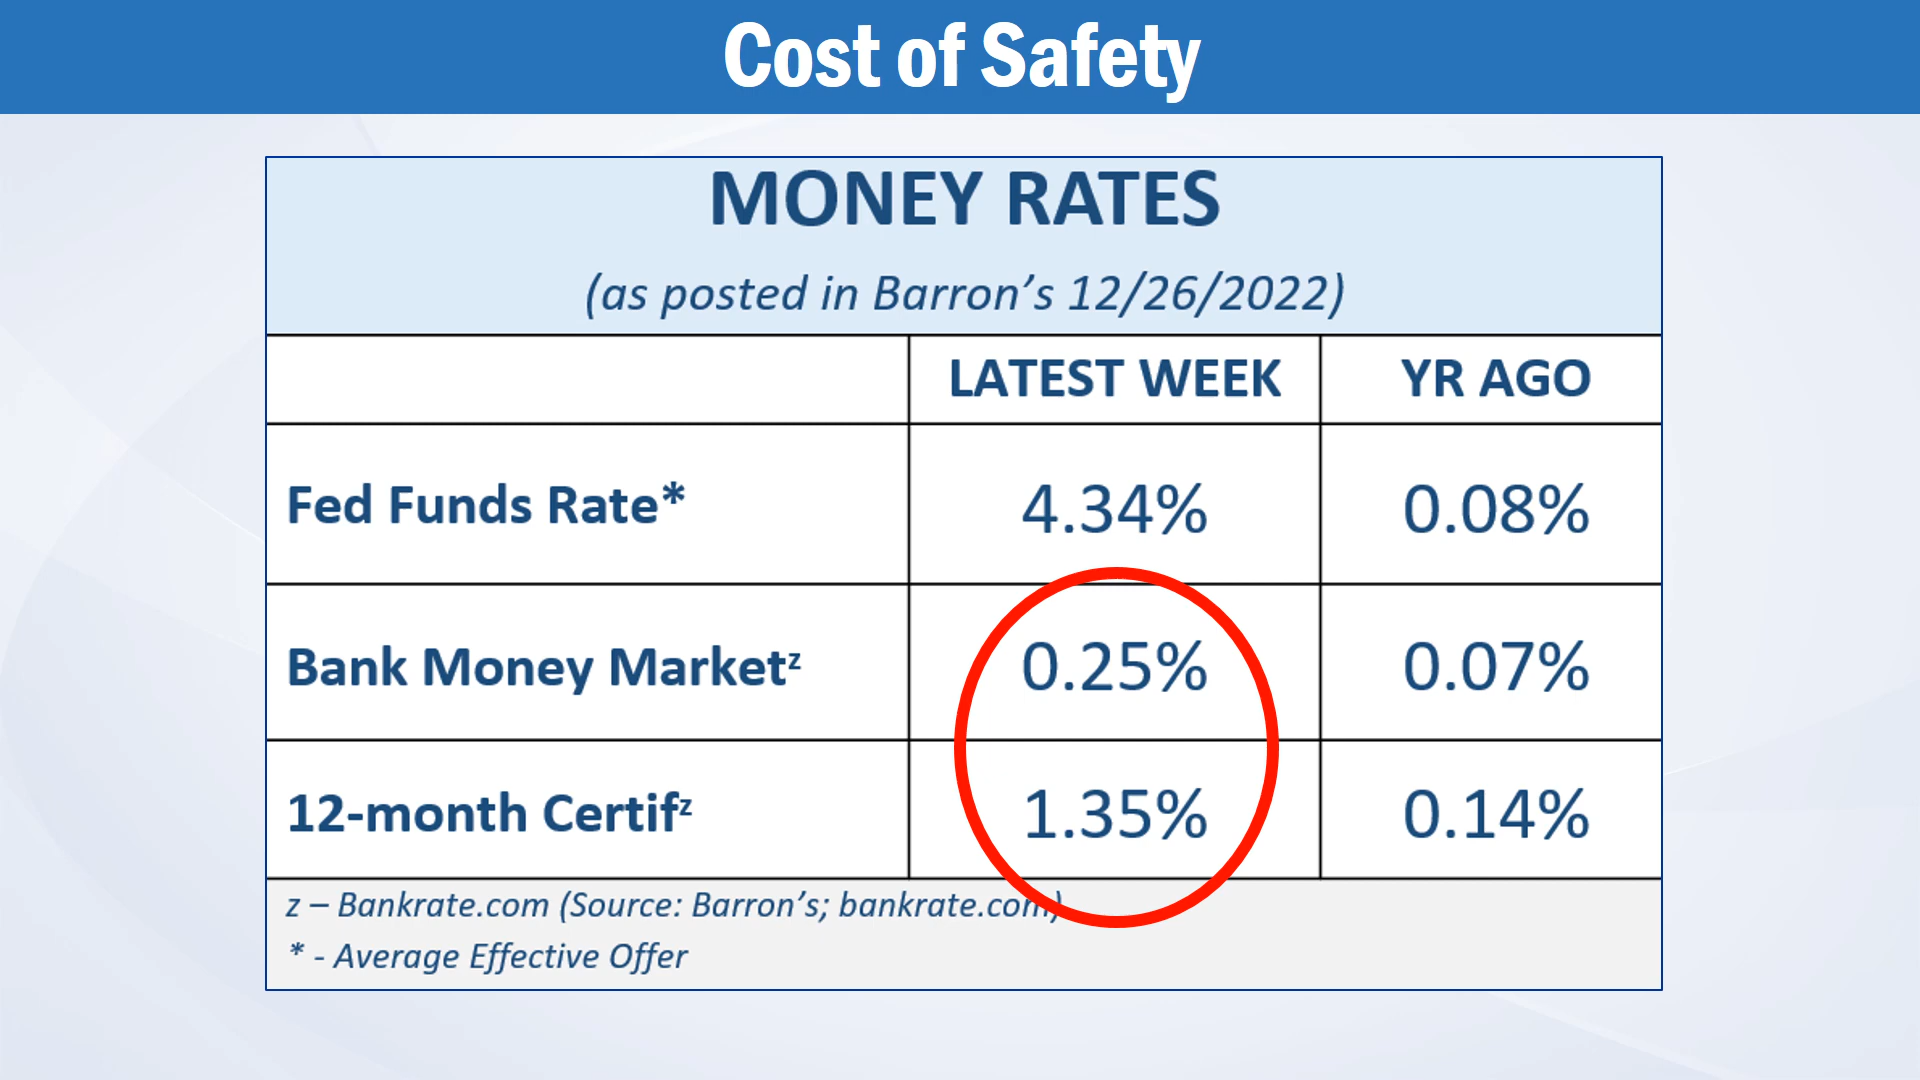 Cost of Safety
MONEY RATES
(as posted in Barron’s 12/26/2022)
LATEST WEEK YR AGO
Fed Funds Rate* 4.34% 0.08%
Bank Money Marketᶻ 0.25% 0.07%
12-month Certifᶻ 1.35% 0.14%
z – Bankrate.com (Source: Barron’s; bankrate.com)
* - Average Effective Offer